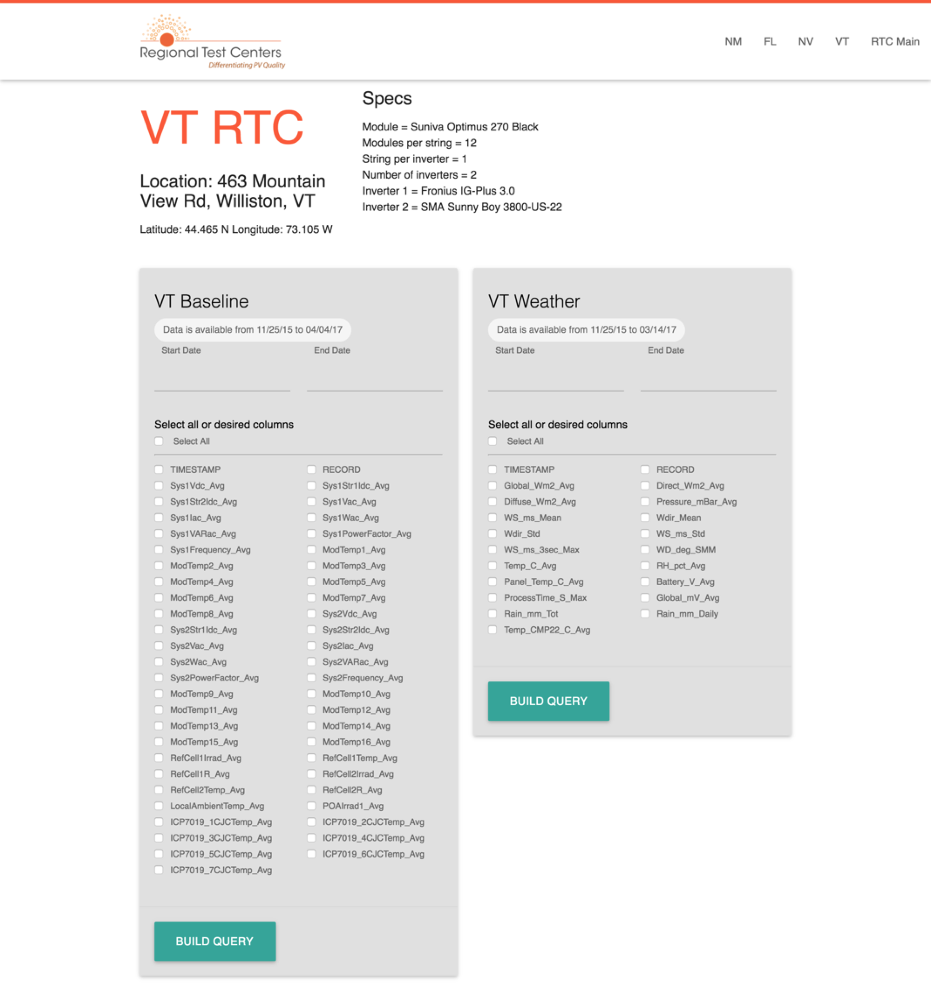 Regional Test Centers
Differentiating PV Quality
NM FL NV VT RTC Main
VT RTC
Location: 463 Mountain
View Rd, Williston, VT
Latitude: 44.465 N Longitude: 73.105 W
Specs
Module = Suniva Optimus 270 Black
Modules per string = 12
String per inverter = 1
Number of inverters = 2
Inverter 1 = Fronius IG-Plus 3.0
Inverter 2 = SMA Sunny Boy 3800-US-22
VT Baseline
Data is available from 11/25/15 to 04/04/17
Start Date End Date
Select all or desired columns
Select All
TIMESTAMP RECORD
Sys1Vdc_Avg Sys1Str1Idc_Avg
Sys1Str2Idc_Avg Sys1Vac_Avg
Sys1Iac_Avg Sys1Wac_Avg
Sys1VARac_Avg Sys1PowerFactor_Avg
Sys1Frequency_Avg ModTemp1_Avg
ModTemp2_Avg ModTemp3_Avg
ModTemp4_Avg ModTemp5_Avg
ModTemp6_Avg ModTemp7_Avg
ModTemp8_Avg Sys2Vdc_Avg
Sys2Str1Idc_Avg Sys2Str2Idc_Avg
Sys2Vac_Avg Sys2Iac_Avg
Sys2Wac_Avg Sys2VARac_Avg
Sys2PowerFactor_Avg Sys2Frequency_Avg
ModTemp9_Avg ModTemp10_Avg
ModTemp11_Avg ModTemp12_Avg
ModTemp13_Avg ModTemp14_Avg
ModTemp15_Avg ModTemp16_Avg
RefCell1Irrad_Avg RefCell1Temp_Avg
RefCell1R_Avg RefCell2Irrad_Avg
RefCell2Temp_Avg RefCell2R_Avg
LocalAmbientTemp_Avg POAIrrad1_Avg
ICP7019_1CJCTemp_Avg ICP7019_2CJCTemp_Avg
ICP7019_3CJCTemp_Avg ICP7019_4CJCTemp_Avg
ICP7019_5CJCTemp_Avg ICP7019_6CJCTemp_Avg
ICP7019_7CJCTemp_Avg
BUILD QUERY
VT Weather
Data is available from 11/25/15 to 03/14/17
Start Date End Date
Select all or desired columns
Select All
TIMESTAMP RECORD
Global_Wm2_Avg Direct_Wm2_Avg
Diffuse_Wm2_Avg Pressure_mBar_Avg
WS_ms_Mean Wdir_Mean
Wdir_Std WS_ms_Std
WS_ms_3sec_Max WD_deg_SMM
Temp_C_Avg RH_pct_Avg
Panel_Temp_C_Avg Battery_V_Avg
ProcessTime_S_Max Global_mV_Avg
Rain_mm_Tot Rain_mm_Daily
Temp_CMP22_C_Avg
BUILD QUERY